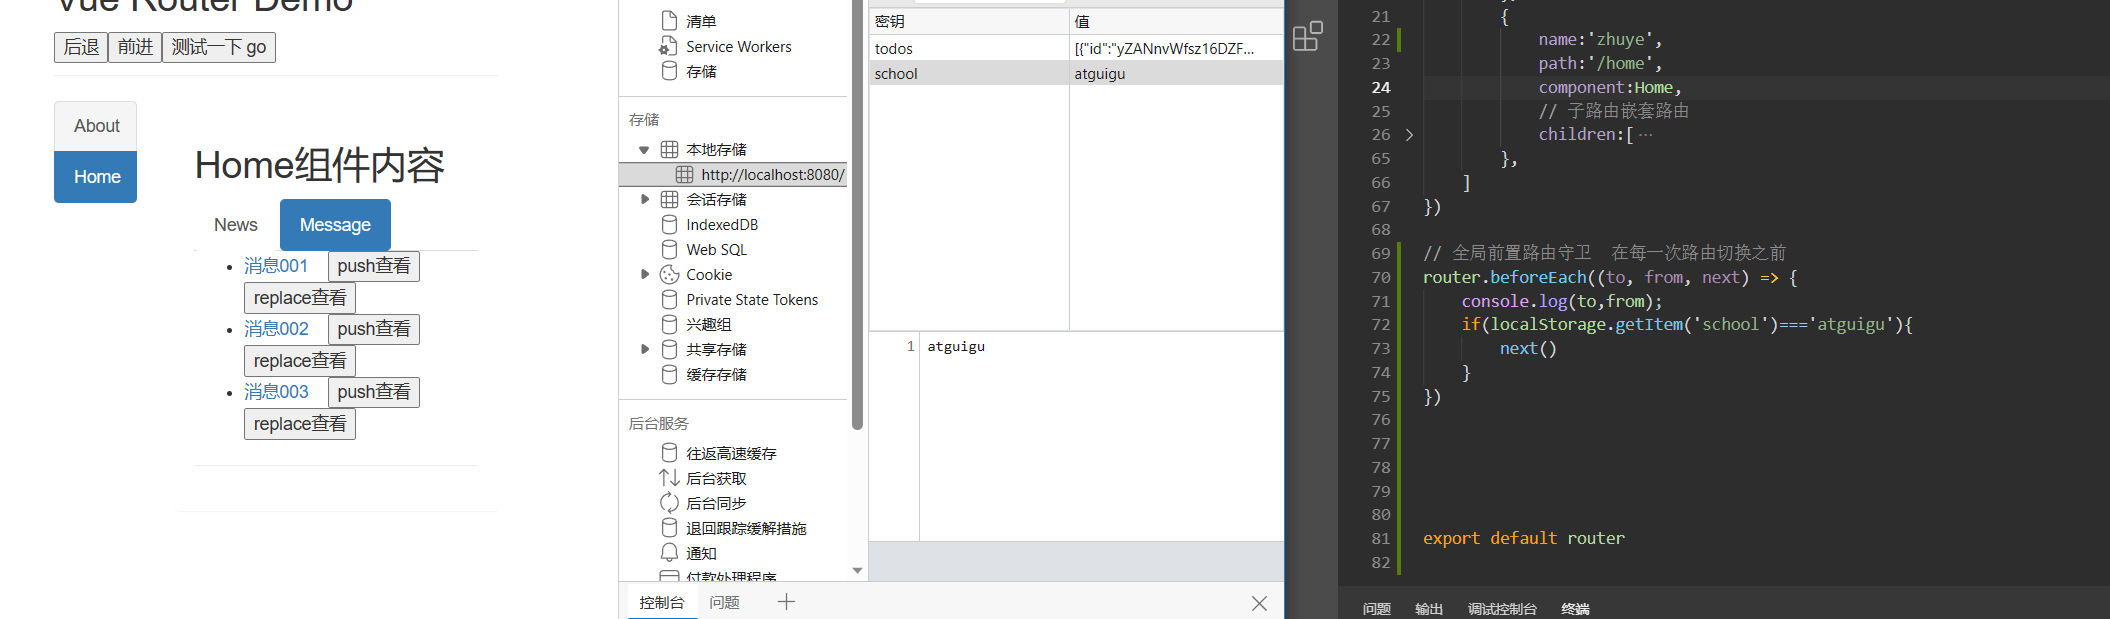 Vue Router Demo
后退 前进 测试一下 go
About
Home
Home组件内容
News Message
消息001 push查看
replace查看
消息002 push查看
replace查看
消息003 push查看
replace查看
清单
Service Workers
存储
存储
本地存储
http://localhost:8080/
会话存储
IndexedDB
Web SQL
Cookie
Private State Tokens
兴趣组
共享存储
缓存存储
后台服务
往返高速缓存
后台获取
后台同步
退回跟踪缓解措施
通知
付款处理程序
密钥 值
todos [{"id":"yZANnvWfsz16DZF...
school atguigu
1 atguigu
控制台 问题
21 {
22 name:'zhuye',
23 path:'/home',
24 component:Home,
25 // 子路由嵌套路由
26 children:[ ...
65 },
66 ]
67 })
68
69 // 全局前置路由守卫 在每一次路由切换之前
70 router.beforeEach((to, from, next) => {
71 console.log(to,from);
72 if(localStorage.getItem('school')==='atguigu'){
73 next()
74 }
75 })
76
77
78
79
80
81 export default router
82
问题 输出 调试控制台 终端